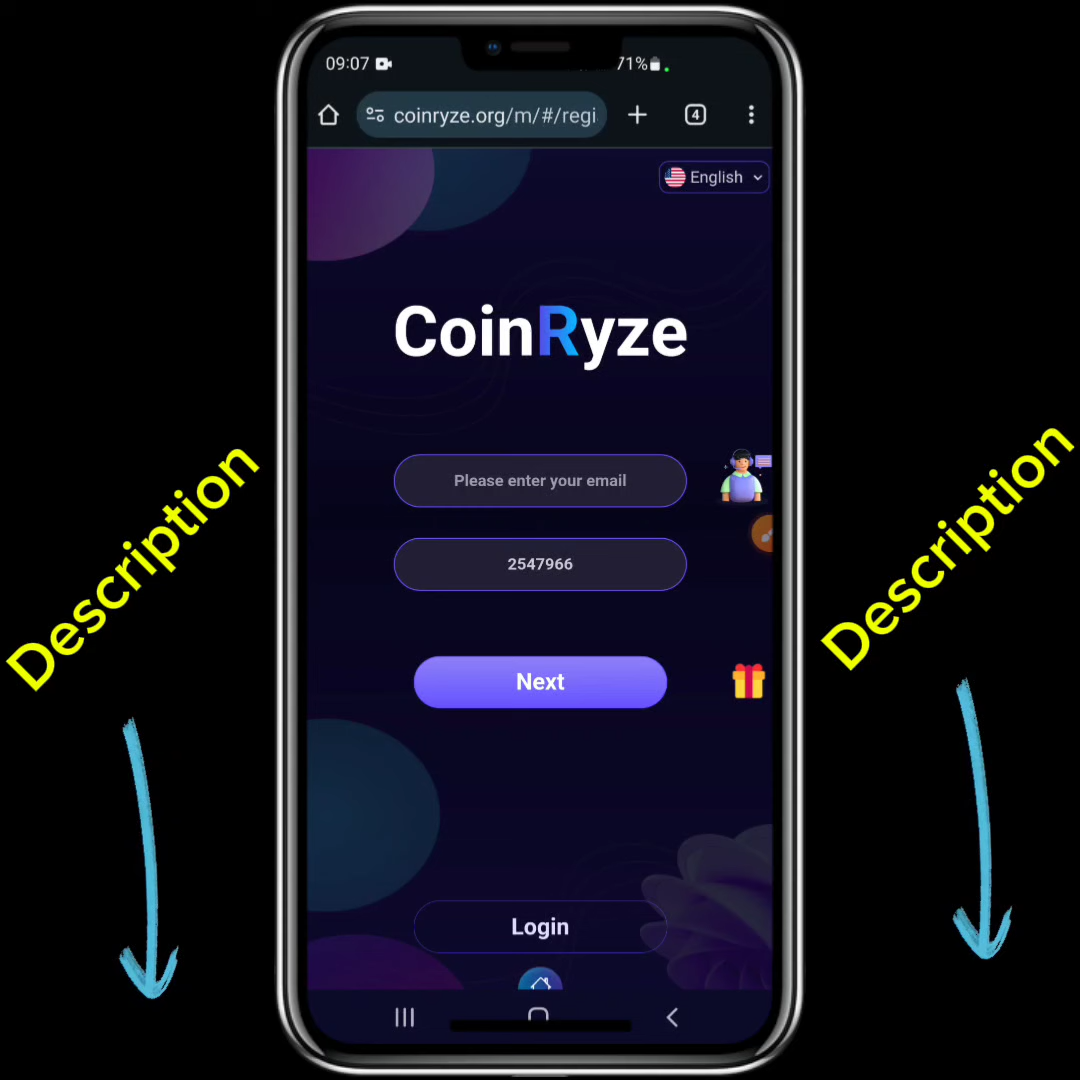 09:07
71%
coinryze.org/m/#/regi
4
English
CoinRyze
Please enter your email
2547966
Next
Login
Description
Description